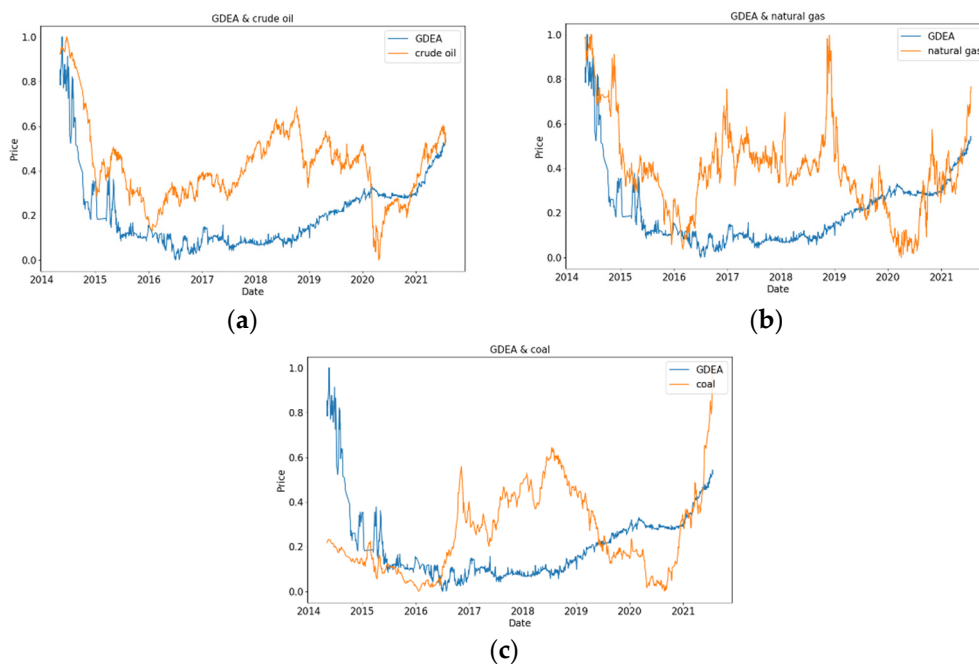 GDEA & crude oil
GDEA
crude oil
Price
1.0
0.8
0.6
0.4
0.2
0.0
2014 2015 2016 2017 2018 2019 2020 2021
Date
(a)
GDEA & natural gas
GDEA
natural gas
Price
1.0
0.8
0.6
0.4
0.2
0.0
2014 2015 2016 2017 2018 2019 2020 2021
Date
(b)
GDEA & coal
GDEA
coal
Price
1.0
0.8
0.6
0.4
0.2
0.0
2014 2015 2016 2017 2018 2019 2020 2021
Date
(c)